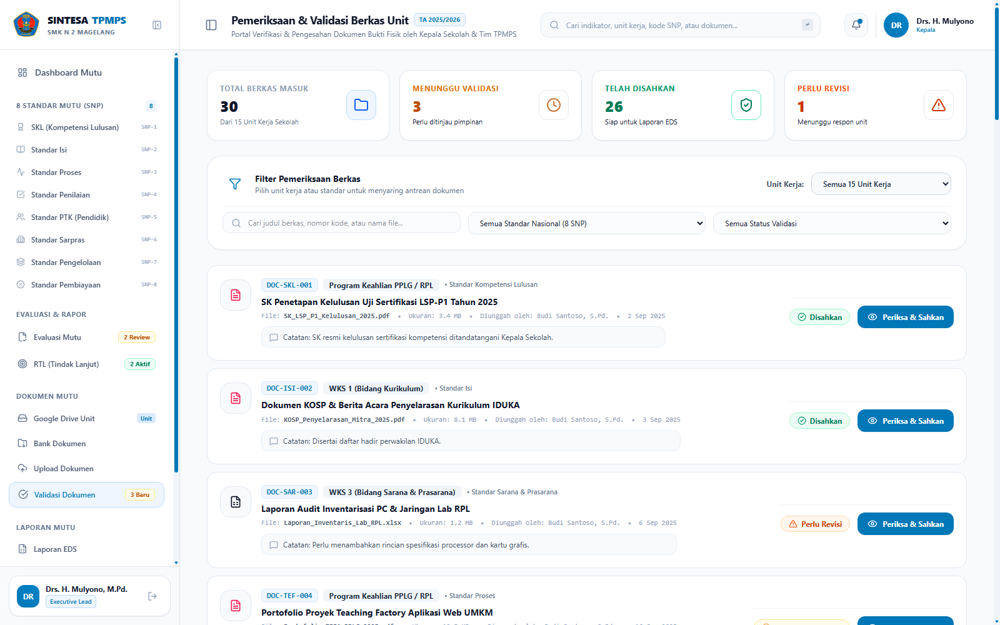 SINTESA TPMPS
SMK N 2 MAGELANG
Pemeriksaan & Validasi Berkas Unit
TA 2025/2026
Portal Verifikasi & Pengesahan Dokumen Bukti Fisik oleh Kepala Sekolah & Tim TPMPS
Cari indikator, unit kerja, kode SNP, atau dokumen...
DR
Drs. H. Mulyono
Kepala
Dashboard Mutu
8 STANDAR MUTU (SNP)
8
SKL (Kompetensi Lulusan)
SNP-1
Standar Isi
SNP-2
Standar Proses
SNP-3
Standar Penilaian
SNP-4
Standar PTK (Pendidik)
SNP-5
Standar Sarpras
SNP-6
Standar Pengelolaan
SNP-7
Standar Pembiayaan
SNP-8
EVALUASI & RAPOR
Evaluasi Mutu
2 Review
RTL (Tindak Lanjut)
2 Aktif
DOKUMEN MUTU
Google Drive Unit
Unit
Bank Dokumen
Upload Dokumen
Validasi Dokumen
3 Baru
LAPORAN MUTU
Laporan EDS
DR
Drs. H. Mulyono, M.Pd.
Executive Lead
TOTAL BERKAS MASUK
30
Dari 15 Unit Kerja Sekolah
MENUNGGU VALIDASI
3
Perlu ditinjau pimpinan
TELAH DISAHKAN
26
Siap untuk Laporan EDS
PERLU REVISI
1
Menunggu respon unit
Filter Pemeriksaan Berkas
Pilih unit kerja atau standar untuk menyaring antrean dokumen
Unit Kerja:
Semua 15 Unit Kerja
Cari judul berkas, nomor kode, atau nama file...
Semua Standar Nasional (8 SNP)
Semua Status Validasi
DOC-SKL-001
Program Keahlian PPLG / RPL
• Standar Kompetensi Lulusan
SK Penetapan Kelulusan Uji Sertifikasi LSP-P1 Tahun 2025
File: SK_LSP_P1_Kelulusan_2025.pdf • Ukuran: 3.4 MB • Diunggah oleh: Budi Santoso, S.Pd. • 2 Sep 2025
Catatan: SK resmi kelulusan sertifikasi kompetensi ditandatangani Kepala Sekolah.
Disahkan
Periksa & Sahkan
DOC-ISI-002
WKS 1 (Bidang Kurikulum)
• Standar Isi
Dokumen KOSP & Berita Acara Penyelarasan Kurikulum IDUKA
File: KOSP_Penyelarasan_Mitra_2025.pdf • Ukuran: 8.1 MB • Diunggah oleh: Budi Santoso, S.Pd. • 3 Sep 2025
Catatan: Disertai daftar hadir perwakilan IDUKA.
Disahkan
Periksa & Sahkan
DOC-SAR-003
WKS 3 (Bidang Sarana & Prasarana)
• Standar Sarana & Prasarana
Laporan Audit Inventarisasi PC & Jaringan Lab RPL
File: Laporan_Inventaris_Lab_RPL.xlsx • Ukuran: 1.2 MB • Diunggah oleh: Budi Santoso, S.Pd. • 6 Sep 2025
Catatan: Perlu menambahkan rincian spesifikasi processor dan kartu grafis.
Perlu Revisi
Periksa & Sahkan
DOC-TEF-004
Program Keahlian PPLG / RPL
• Standar Proses
Portofolio Proyek Teaching Factory Aplikasi Web UMKM